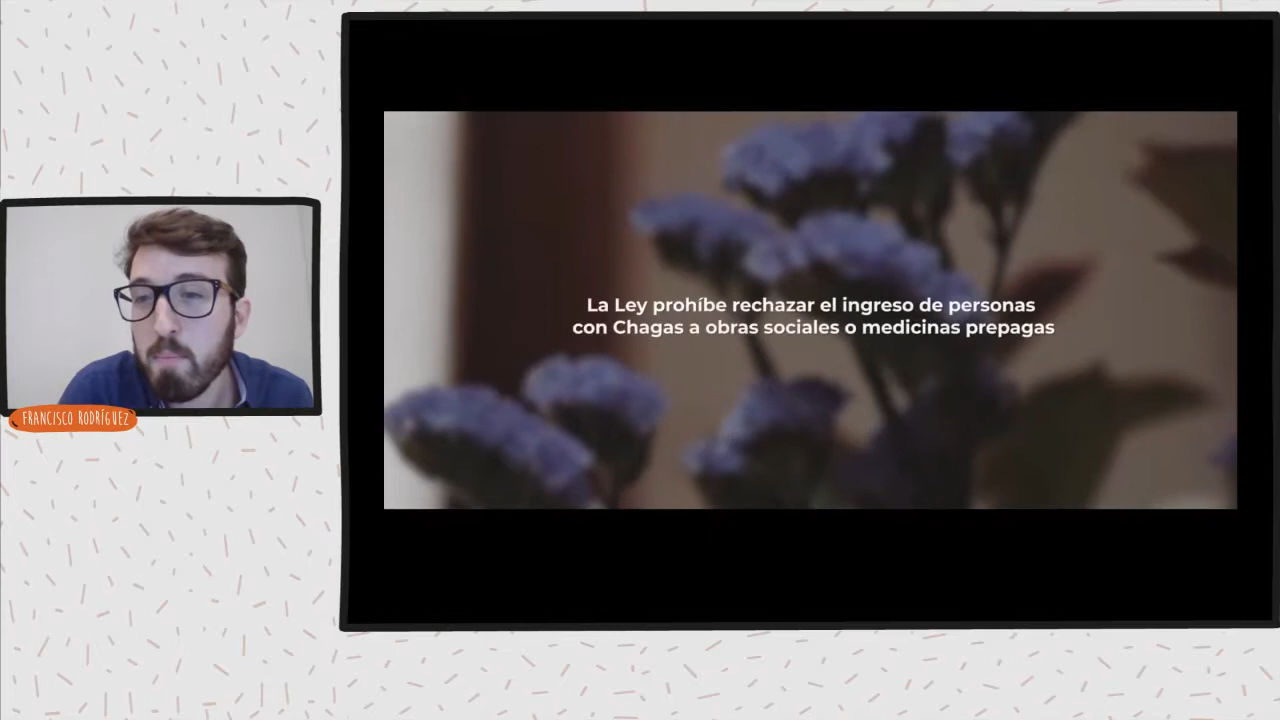 FRANCISCO RODRÍGUEZ
La Ley prohíbe rechazar el ingreso de personas
con Chagas a obras sociales o medicinas prepagas